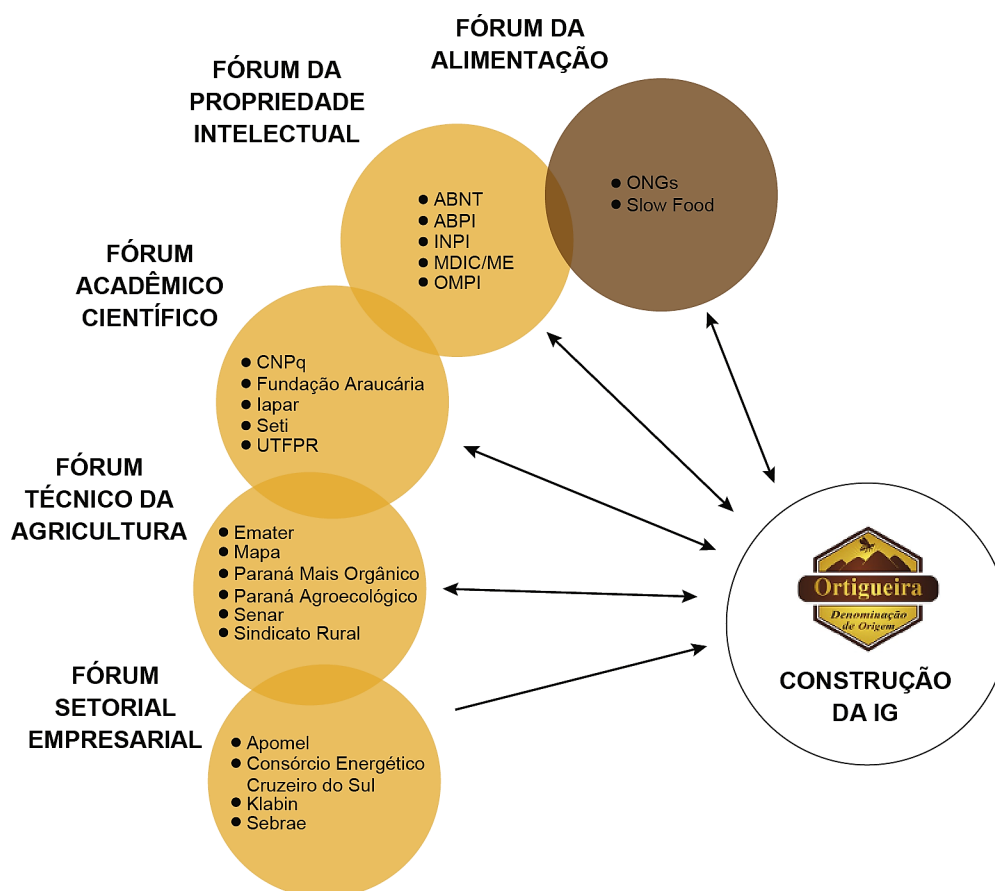 FÓRUM DA
ALIMENTAÇÃO
● ONGs
● Slow Food
FÓRUM DA
PROPRIEDADE
INTELECTUAL
● ABNT
● ABPI
● INPI
● MDIC/ME
● OMPI
FÓRUM
ACADÊMICO
CIENTÍFICO
● CNPq
● Fundação Araucária
● Iapar
● Seti
● UTFPR
FÓRUM
TÉCNICO DA
AGRICULTURA
● Emater
● Mapa
● Paraná Mais Orgânico
● Paraná Agroecológico
● Senar
● Sindicato Rural
FÓRUM
SETORIAL
EMPRESARIAL
● Apomel
● Consórcio Energético
Cruzeiro do Sul
● Klabin
● Sebrae
Ortigueira
Denominação
de Origem
CONSTRUÇÃO
DA IG